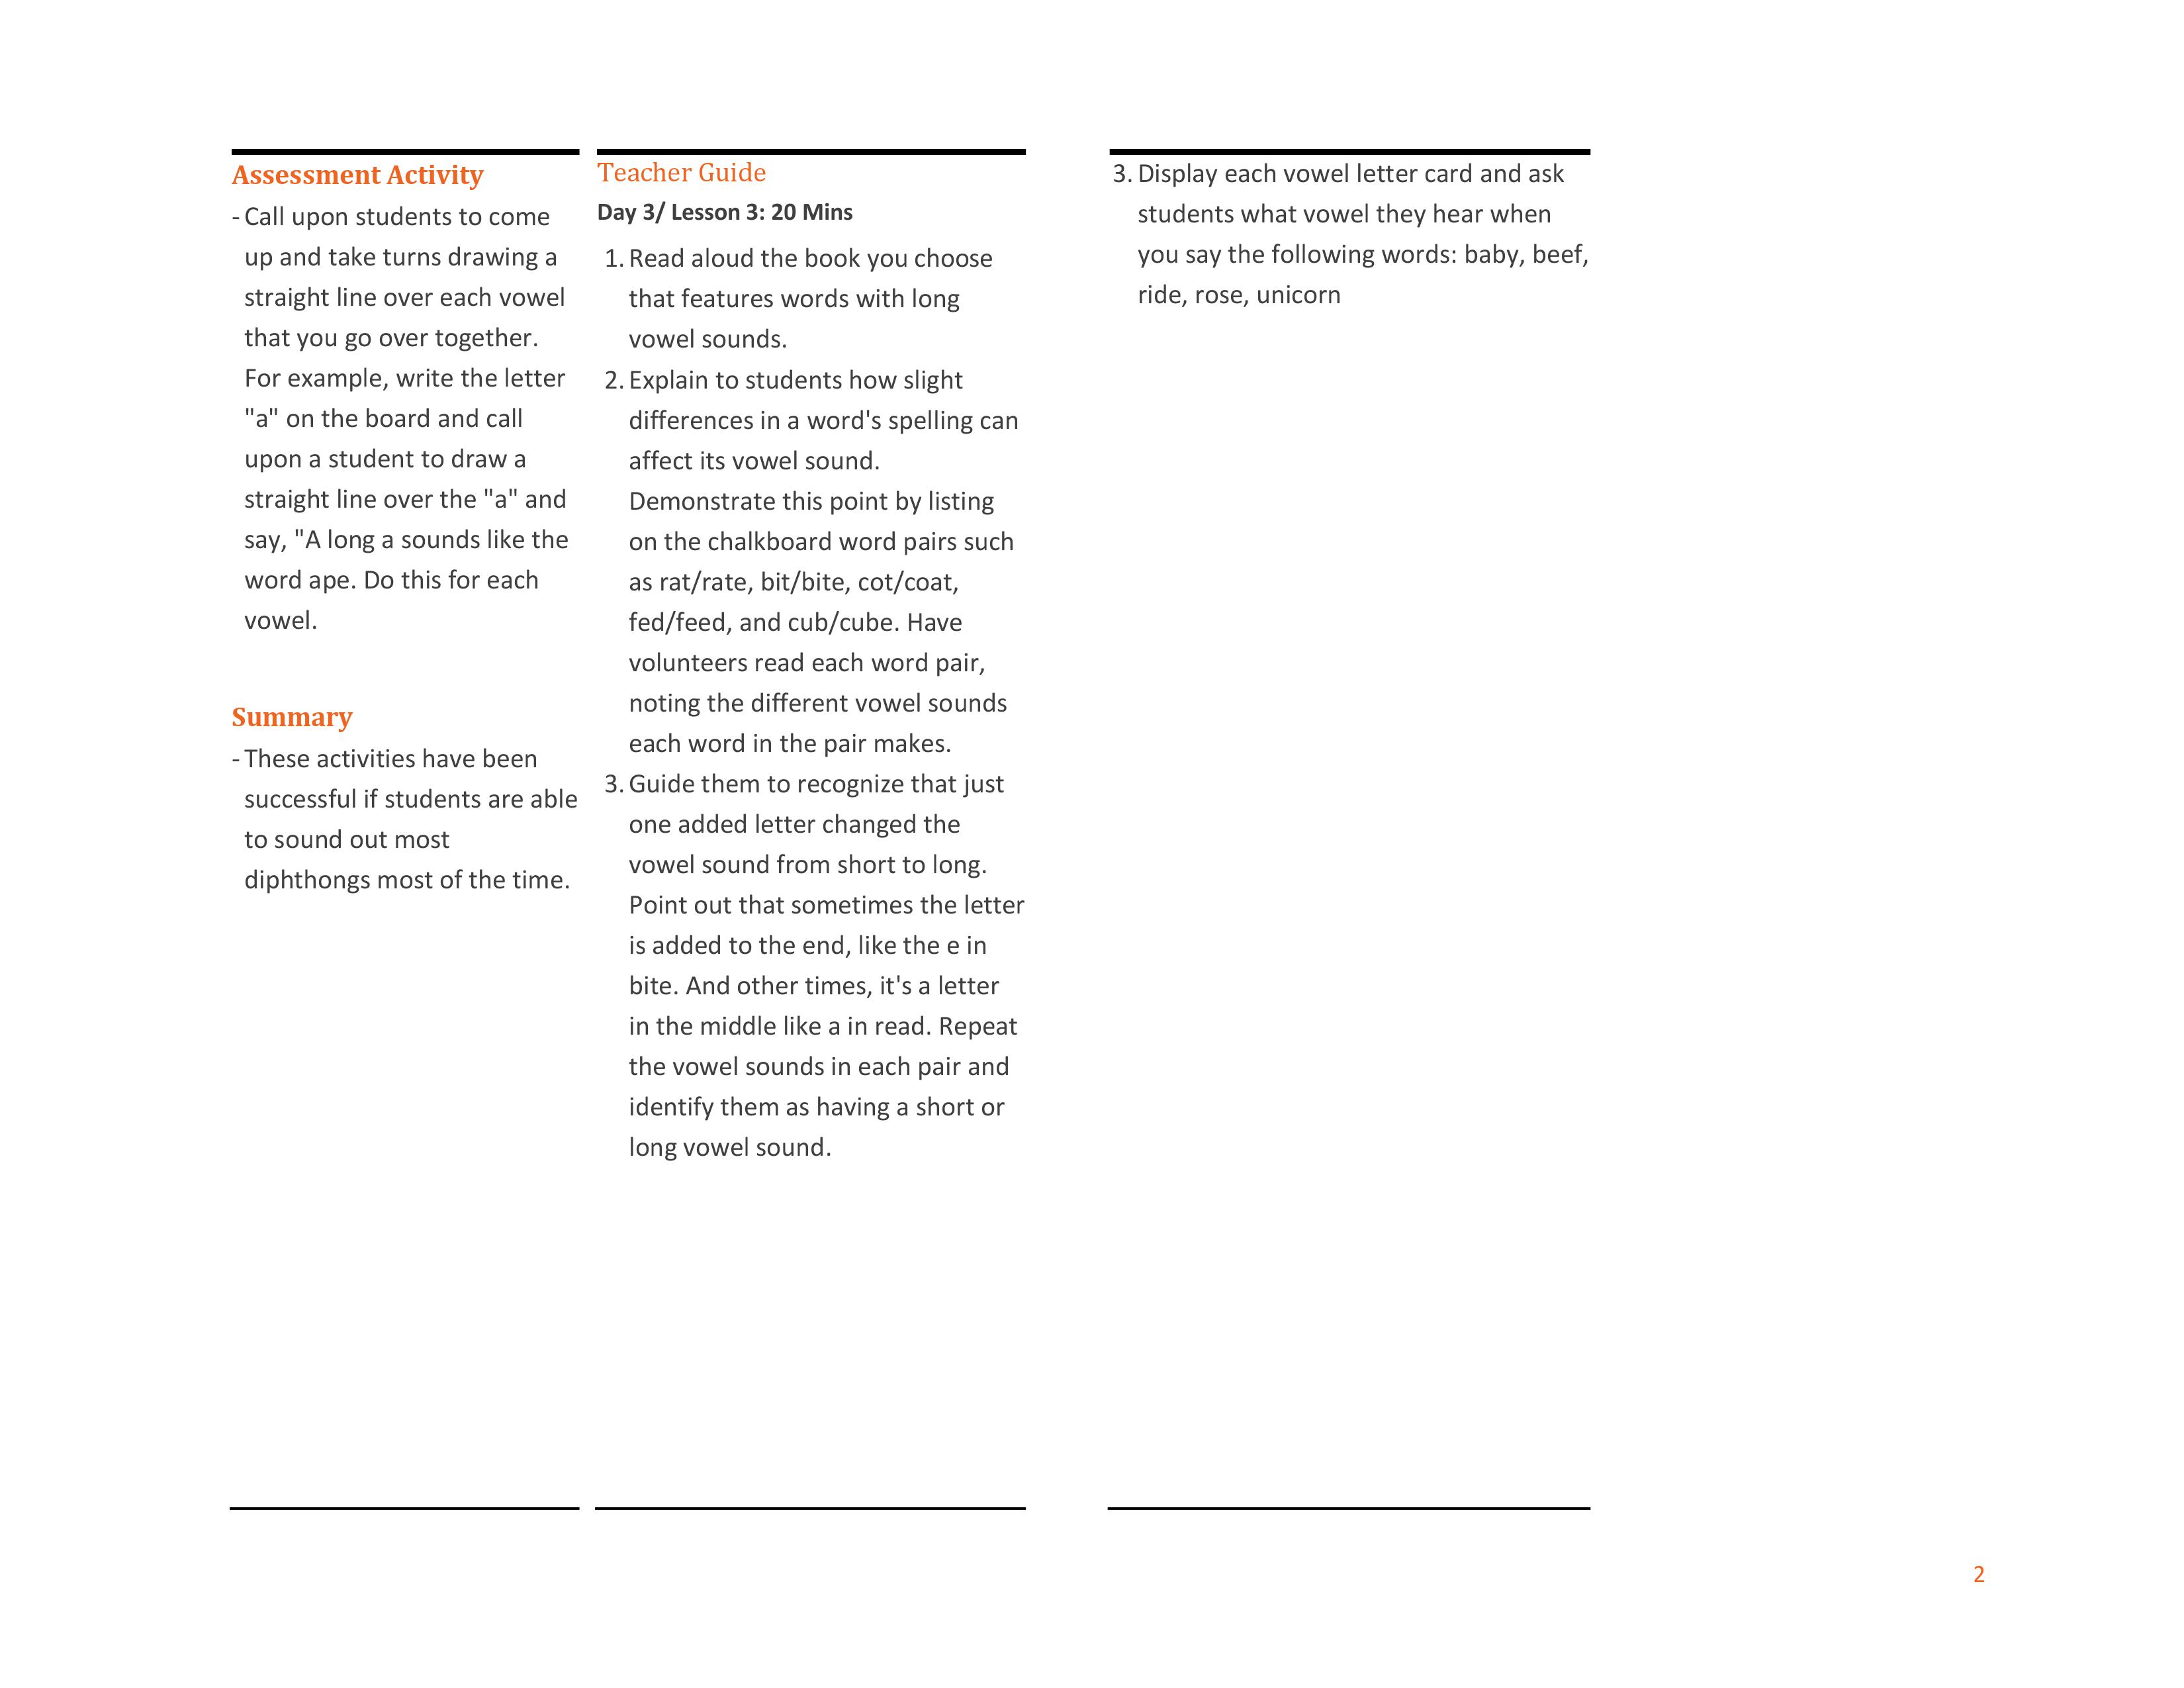 Assessment Activity
- Call upon students to come
up and take turns drawing a
straight line over each vowel
that you go over together.
For example, write the letter
"a" on the board and call
upon a student to draw a
straight line over the "a" and
say, "A long a sounds like the
word ape. Do this for each
vowel.
Summary
- These activities have been
successful if students are able
to sound out most
diphthongs most of the time.
Teacher Guide
Day 3/ Lesson 3: 20 Mins
1. Read aloud the book you choose
that features words with long
vowel sounds.
2. Explain to students how slight
differences in a word's spelling can
affect its vowel sound.
Demonstrate this point by listing
on the chalkboard word pairs such
as rat/rate, bit/bite, cot/coat,
fed/feed, and cub/cube. Have
volunteers read each word pair,
noting the different vowel sounds
each word in the pair makes.
3. Guide them to recognize that just
one added letter changed the
vowel sound from short to long.
Point out that sometimes the letter
is added to the end, like the e in
bite. And other times, it's a letter
in the middle like a in read. Repeat
the vowel sounds in each pair and
identify them as having a short or
long vowel sound.
3. Display each vowel letter card and ask
students what vowel they hear when
you say the following words: baby, beef,
ride, rose, unicorn
2